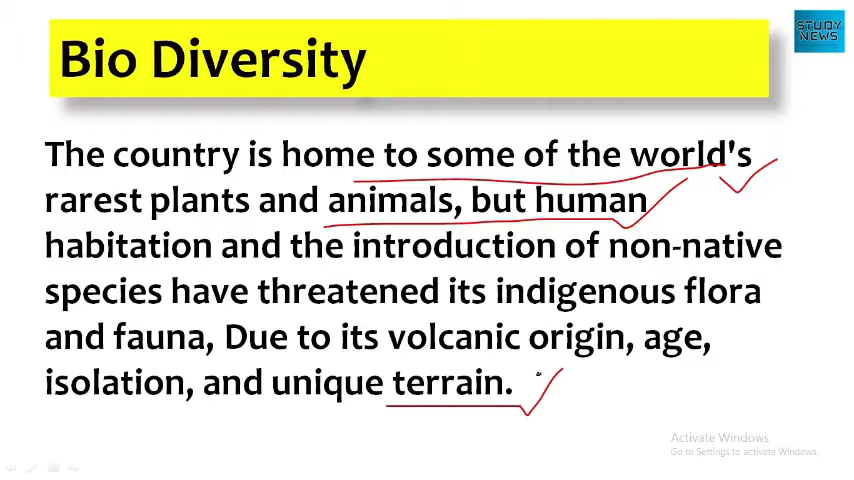 Bio Diversity
STUDY
NEWS
The country is home to some of the world's
rarest plants and animals, but human
habitation and the introduction of non-native
species have threatened its indigenous flora
and fauna, Due to its volcanic origin, age,
isolation, and unique terrain.
Activate Windows
Go to Settings to activate Windows.